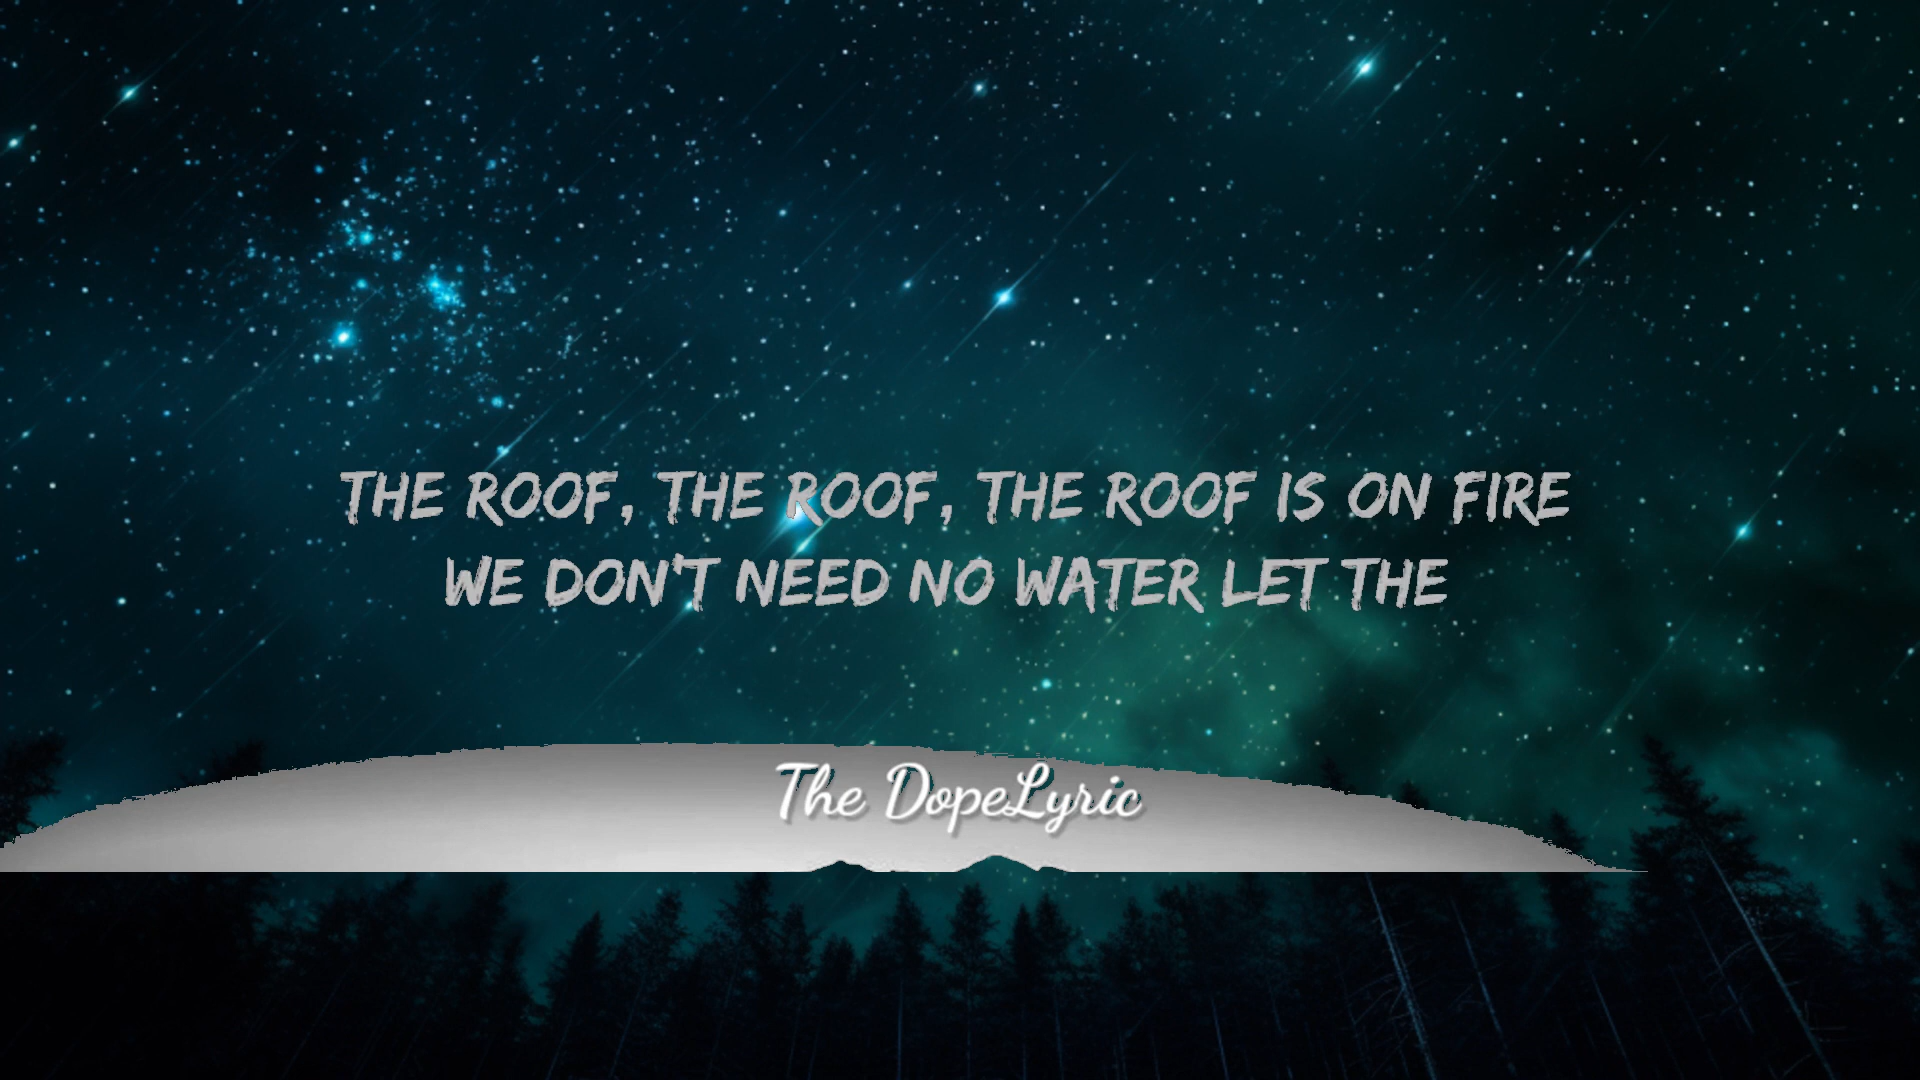 THE ROOF, THE ROOF, THE ROOF IS ON FIRE
WE DON'T NEED NO WATER LET THE
The DopeLyric